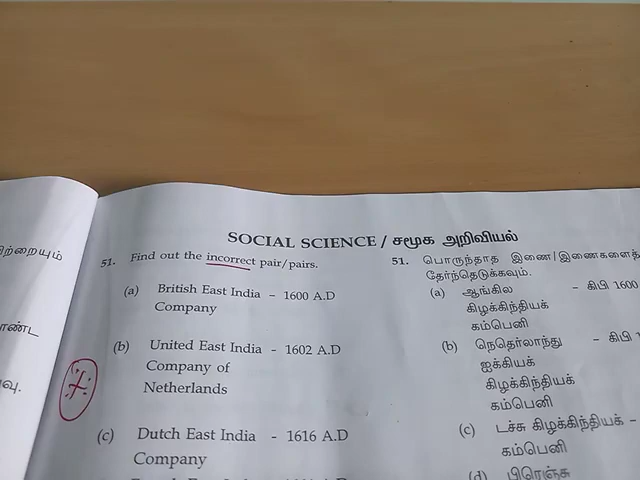 SOCIAL SCIENCE / சமூக அறிவியல்
51. Find out the incorrect pair/pairs.
(a) British East India - 1600 A.D
Company
(b) United East India - 1602 A.D
Company of
Netherlands
(c) Dutch East India - 1616 A.D
Company
51. பொருந்தாத இணை/இணைகளைத்
தேர்ந்தெடுக்கவும்.
(a) ஆங்கில - கிபி 1600
கிழக்கிந்தியக்
கம்பெனி
(b) நெதெர்லாந்து - கிபி
ஐக்கியக்
கிழக்கிந்தியக்
கம்பெனி
(c) டச்சு கிழக்கிந்தியக் -
கம்பெனி
(d) பிரெஞ்சு